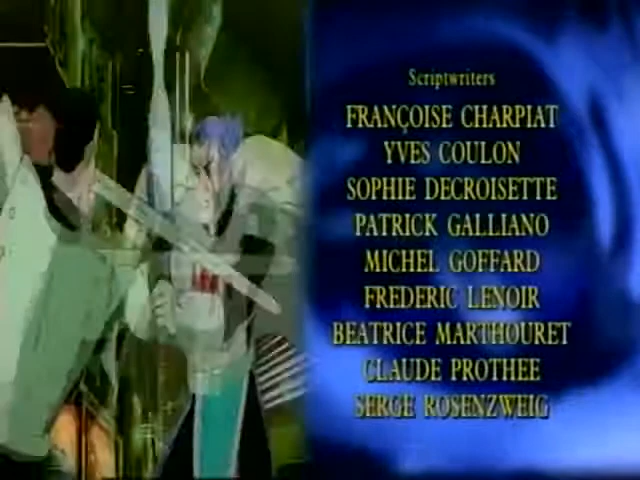 Scriptwriters
FRANÇOISE CHARPIAT
YVES COULON
SOPHIE DECROISETTE
PATRICK GALLIANO
MICHEL GOFFARD
FREDERIC LENOIR
BEATRICE MARTHOURET
CLAUDE PROTHEE
SERGE ROSENZWEIG